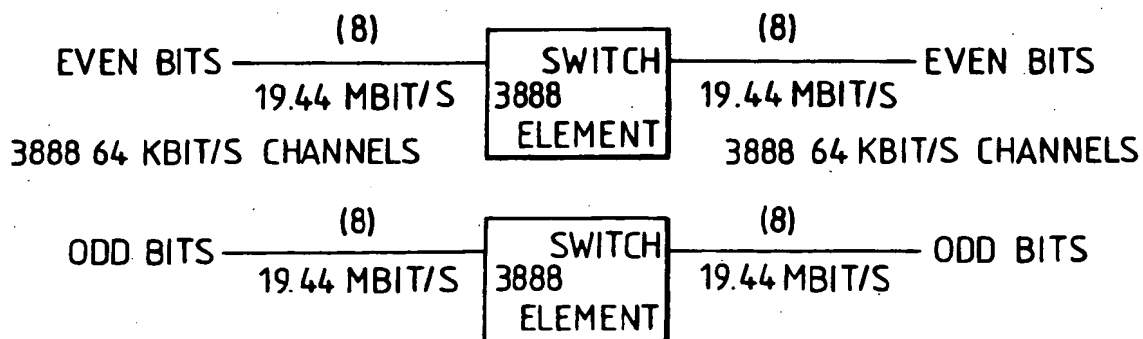 (8) (8)
EVEN BITS SWITCH EVEN BITS
19.44 MBIT/S 3888 19.44 MBIT/S
ELEMENT
3888 64 KBIT/S CHANNELS 3888 64 KBIT/S CHANNELS
(8) (8)
ODD BITS SWITCH ODD BITS
19.44 MBIT/S 3888 19.44 MBIT/S
ELEMENT